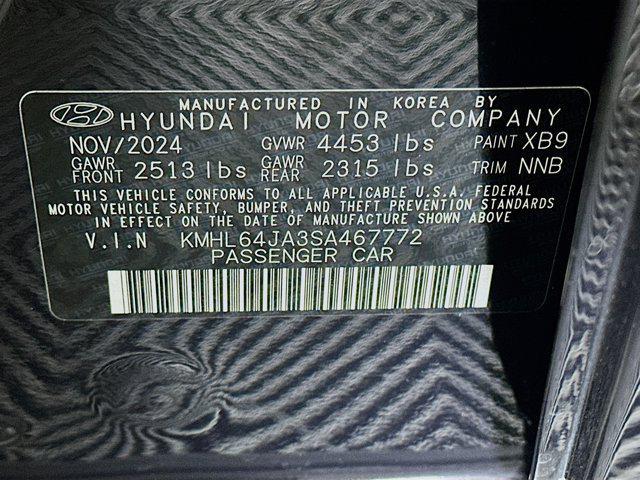 MANUFACTURED IN KOREA BY
HYUNDAI MOTOR COMPANY
NOV/2024 GVWR 4453 lbs PAINT XB9
GAWR FRONT 2513 lbs GAWR REAR 2315 lbs TRIM NNB
THIS VEHICLE CONFORMS TO ALL APPLICABLE U.S.A. FEDERAL
MOTOR VEHICLE SAFETY, BUMPER, AND THEFT PREVENTION STANDARDS
IN EFFECT ON THE DATE OF MANUFACTURE SHOWN ABOVE
V.I.N KMHL64JA3SA467772
PASSENGER CAR